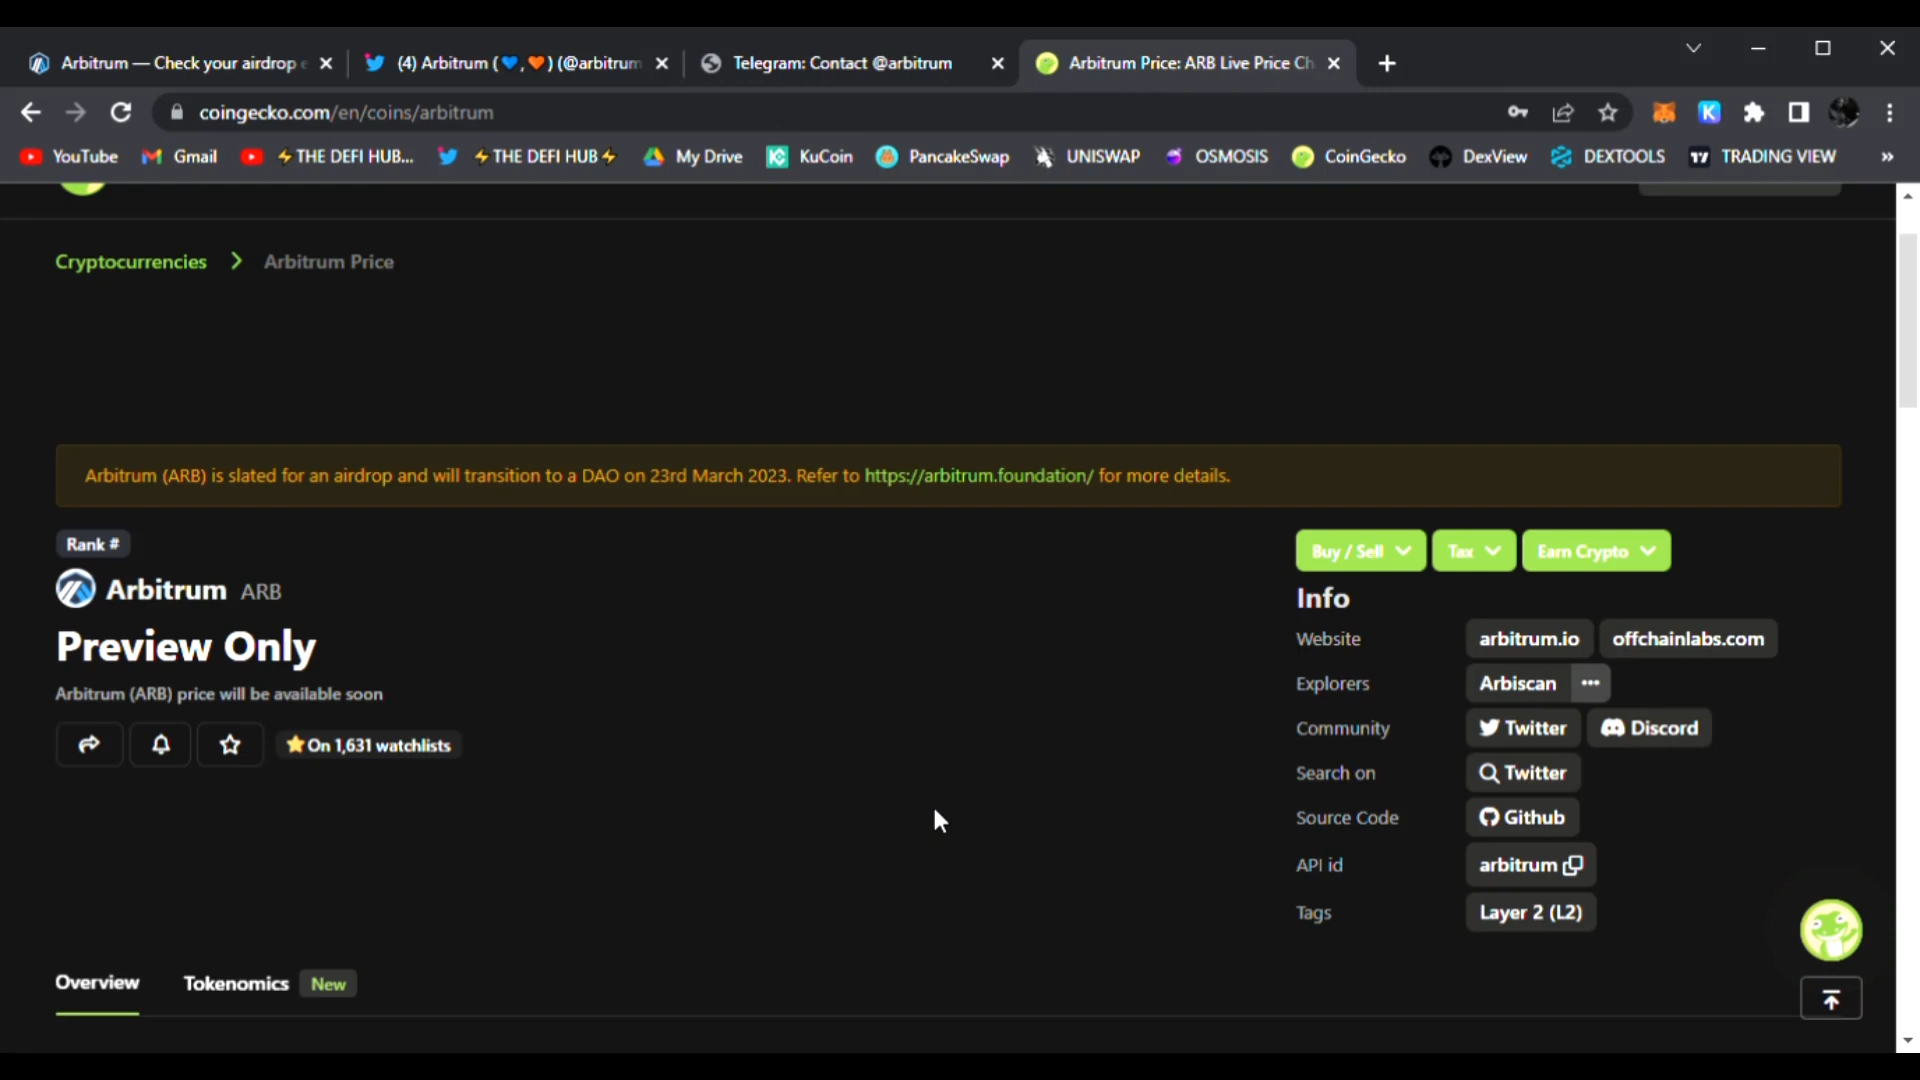 Arbitrum — Check your airdrop e
(4) Arbitrum (💙,🧡) (@arbitrum
Telegram: Contact @arbitrum
Arbitrum Price: ARB Live Price Ch
coingecko.com/en/coins/arbitrum
YouTube
Gmail
⚡THE DEFI HUB...
⚡THE DEFI HUB⚡
My Drive
KuCoin
PancakeSwap
UNISWAP
OSMOSIS
CoinGecko
DexView
DEXTOOLS
TRADING VIEW
»
Cryptocurrencies > Arbitrum Price
Arbitrum (ARB) is slated for an airdrop and will transition to a DAO on 23rd March 2023. Refer to https://arbitrum.foundation/ for more details.
Rank #
Arbitrum ARB
Preview Only
Arbitrum (ARB) price will be available soon
On 1,631 watchlists
Buy / Sell
Tax
Earn Crypto
Info
Website arbitrum.io offchainlabs.com
Explorers Arbiscan
Community Twitter Discord
Search on Twitter
Source Code Github
API id arbitrum
Tags Layer 2 (L2)
Overview Tokenomics New